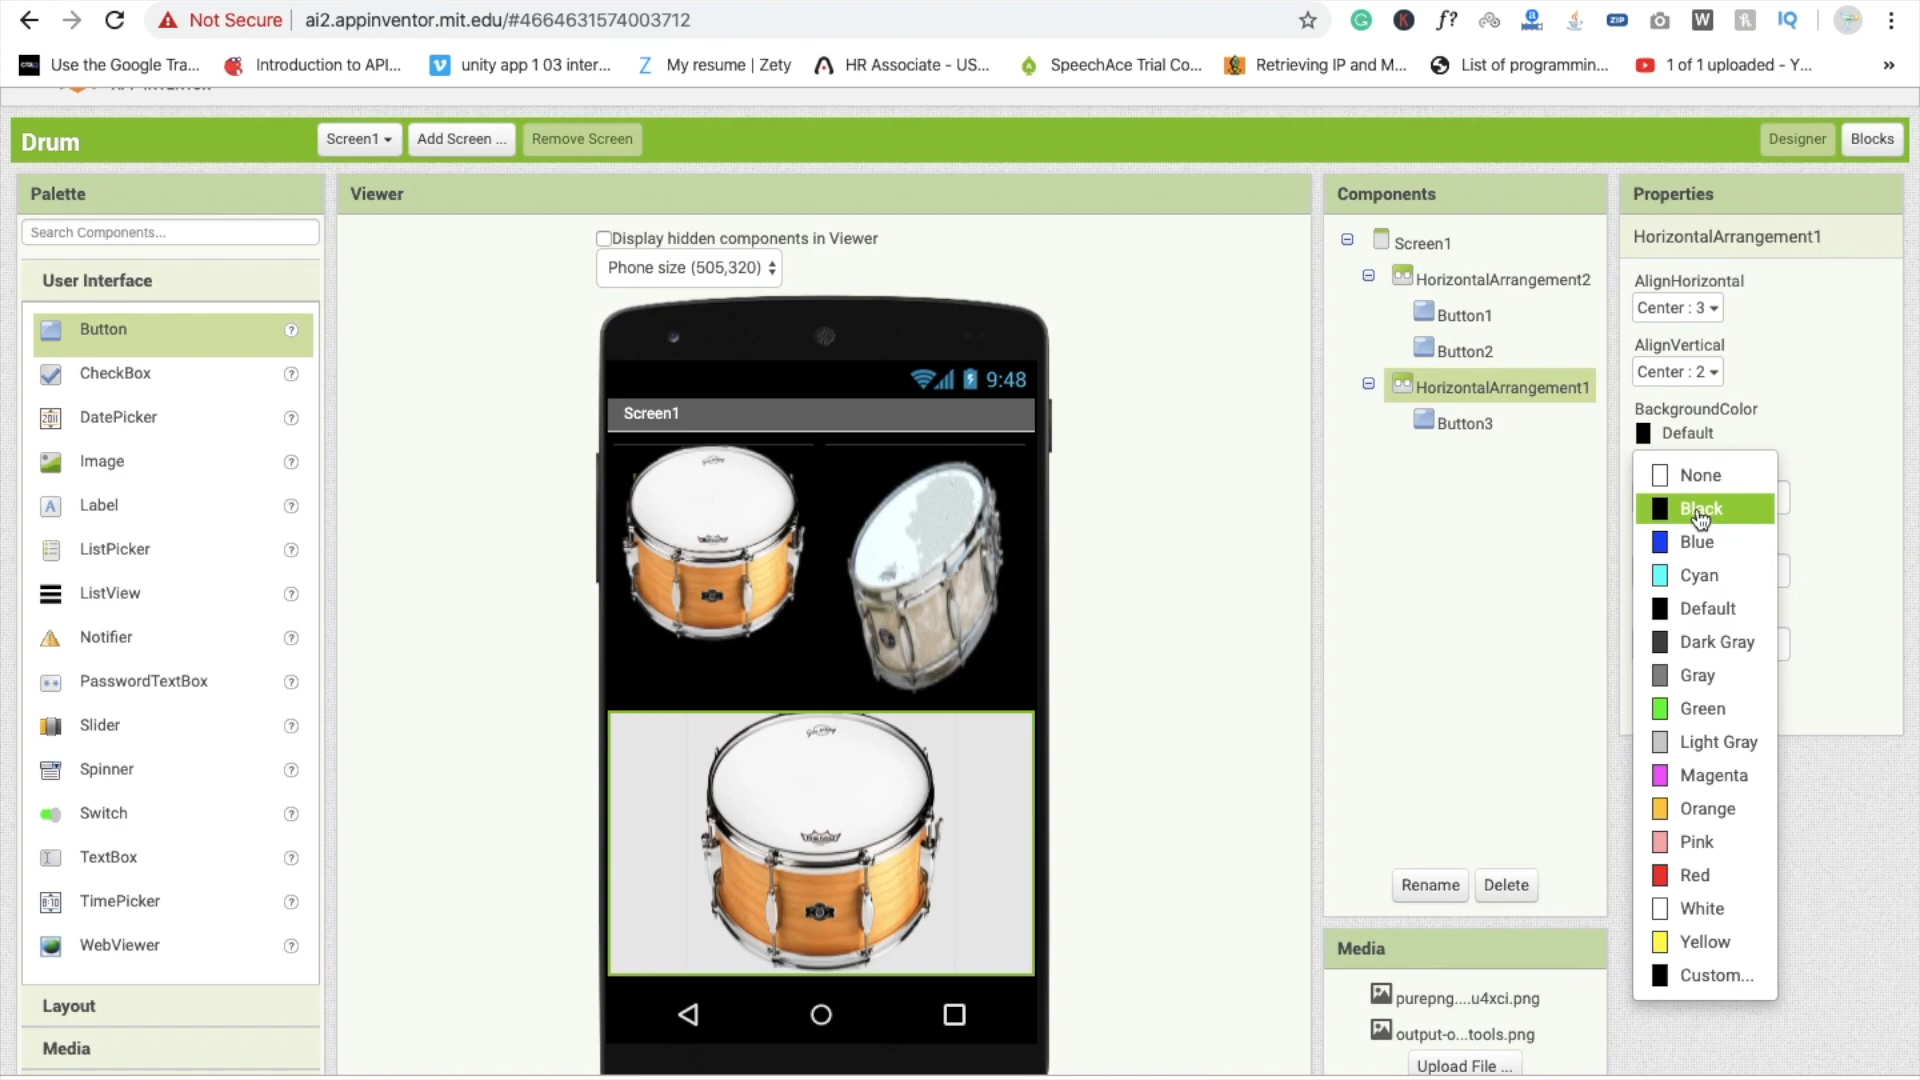 Not Secure | ai2.appinventor.mit.edu/#4664631574003712
Use the Google Tra...
Introduction to API...
unity app 1 03 inter...
My resume | Zety
HR Associate - US...
SpeechAce Trial Co...
Retrieving IP and M...
List of programmin...
1 of 1 uploaded - Y...
»
Drum
Screen1
Add Screen ...
Remove Screen
Designer
Blocks
Palette
Search Components...
User Interface
Button
CheckBox
DatePicker
Image
Label
ListPicker
ListView
Notifier
PasswordTextBox
Slider
Spinner
Switch
TextBox
TimePicker
WebViewer
Layout
Media
Viewer
Display hidden components in Viewer
Phone size (505,320)
9:48
Screen1
Components
Screen1
HorizontalArrangement2
Button1
Button2
HorizontalArrangement1
Button3
Rename
Delete
Media
purepng....u4xci.png
output-o...tools.png
Upload File ...
Properties
HorizontalArrangement1
AlignHorizontal
Center : 3
AlignVertical
Center : 2
BackgroundColor
Default
None
Black
Blue
Cyan
Default
Dark Gray
Gray
Green
Light Gray
Magenta
Orange
Pink
Red
White
Yellow
Custom...